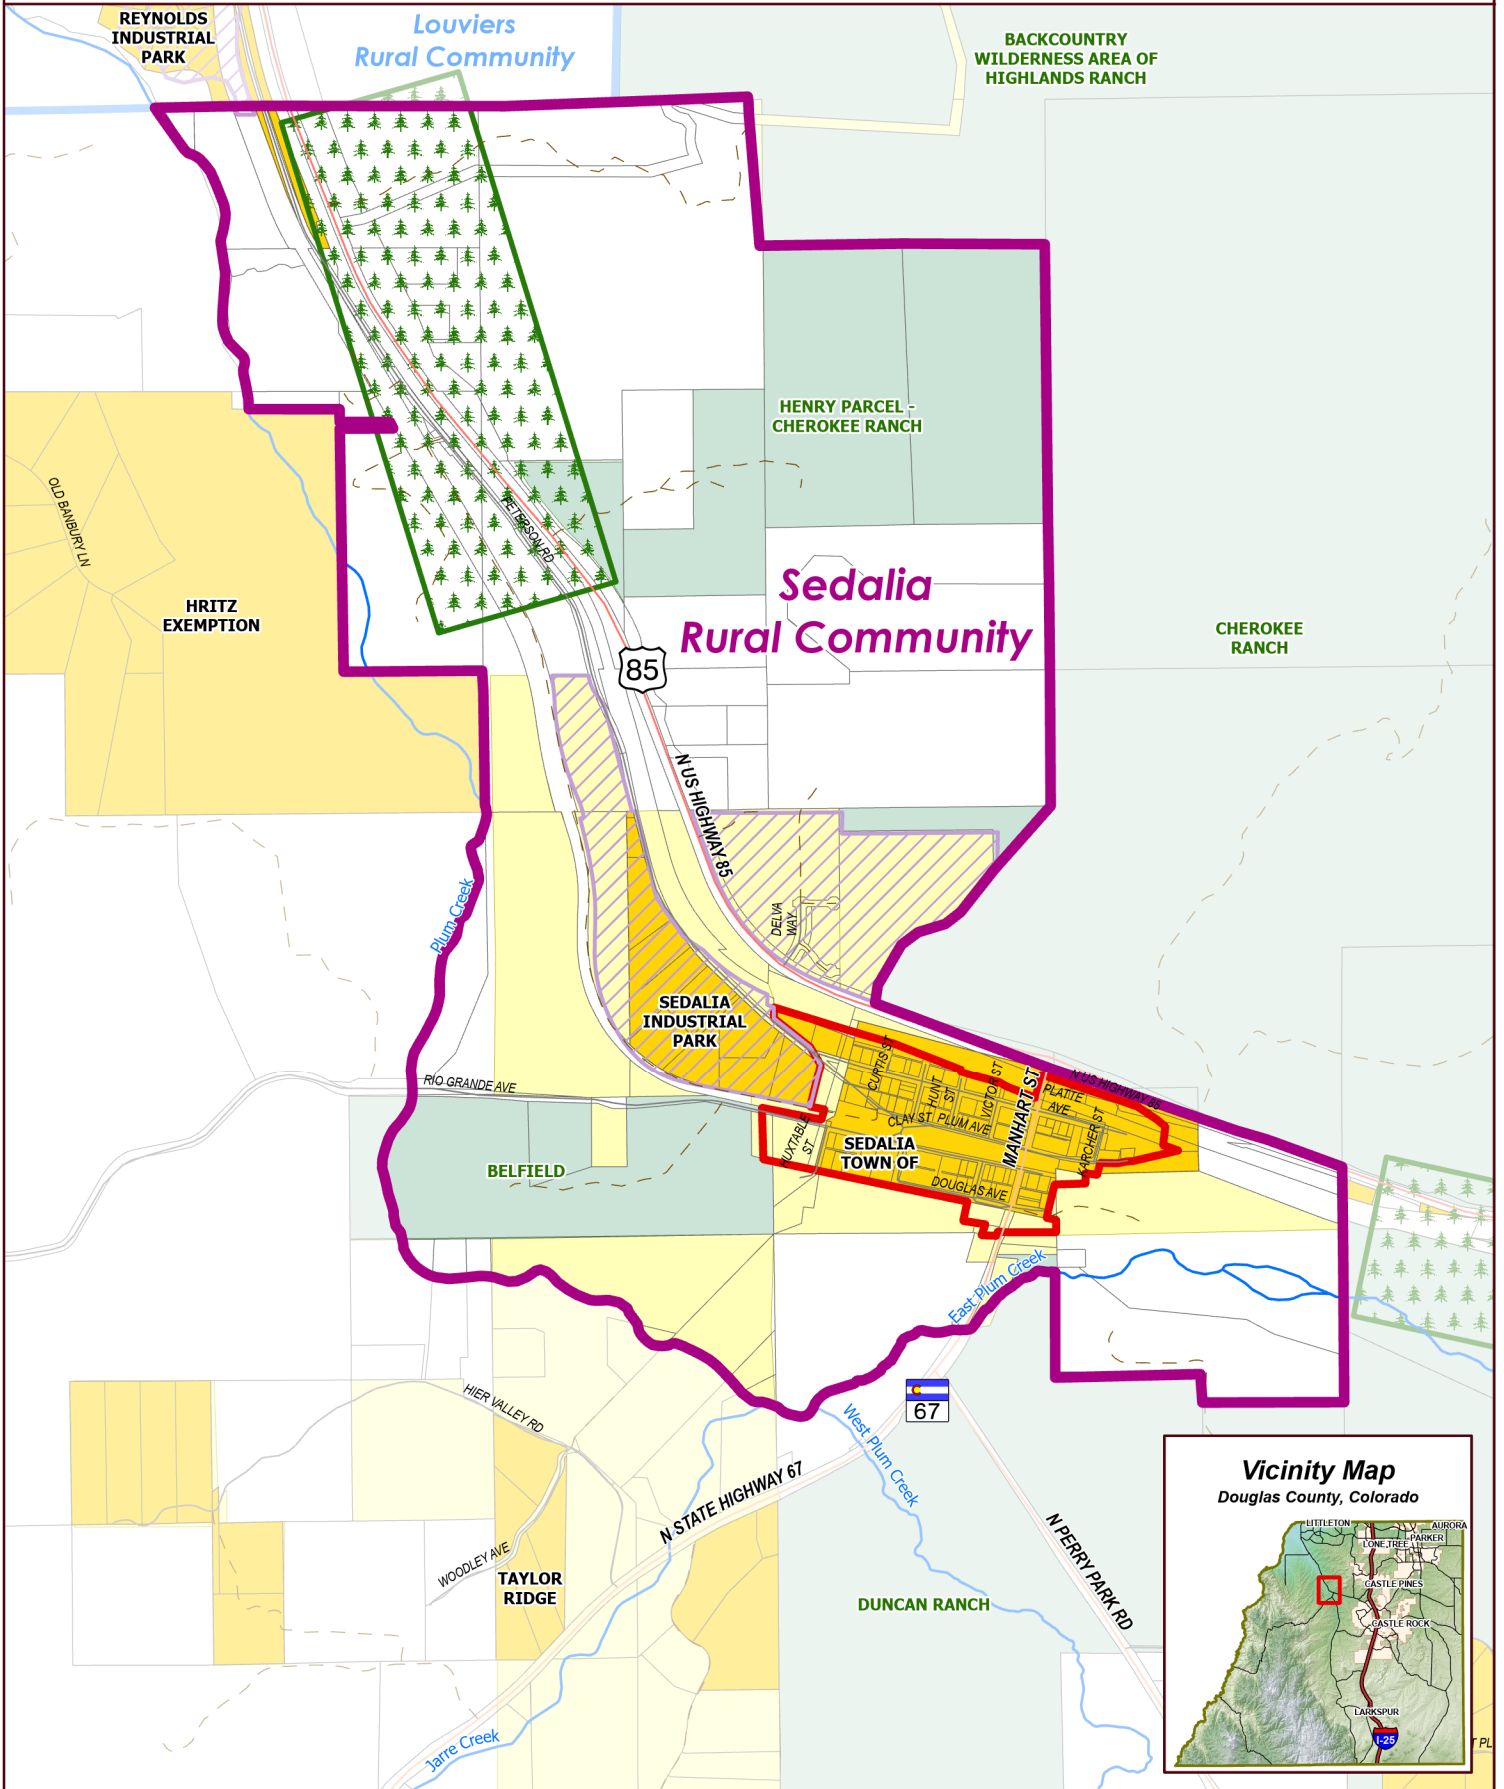 REYNOLDS
INDUSTRIAL
PARK
Louviers
Rural Community
BACKCOUNTRY
WILDERNESS AREA OF
HIGHLANDS RANCH
HENRY PARCEL -
CHEROKEE RANCH
OLD BANBURY LN
PETERSON RD
HRITZ
EXEMPTION
Sedalia
Rural Community
CHEROKEE
RANCH
85
N US HIGHWAY 85
Plum Creek
DELVA
WAY
SEDALIA
INDUSTRIAL
PARK
RIO GRANDE AVE
CURTIS ST
HUNT
ST
VICTOR ST
MANHART ST
N US HIGHWAY 85
PLATTE
AVE
CLAY ST
PLUM AVE
KARCHER ST
HUXTABLE
ST
SEDALIA
TOWN OF
BELFIELD
DOUGLAS AVE
East Plum Creek
HIER VALLEY RD
67
West Plum Creek
N STATE HIGHWAY 67
N PERRY PARK RD
WOODLEY AVE
TAYLOR
RIDGE
DUNCAN RANCH
Jarre Creek
Vicinity Map
Douglas County, Colorado
LITTLETON
AURORA
LONE TREE
PARKER
CASTLE PINES
CASTLE ROCK
LARKSPUR
I-25
T PL